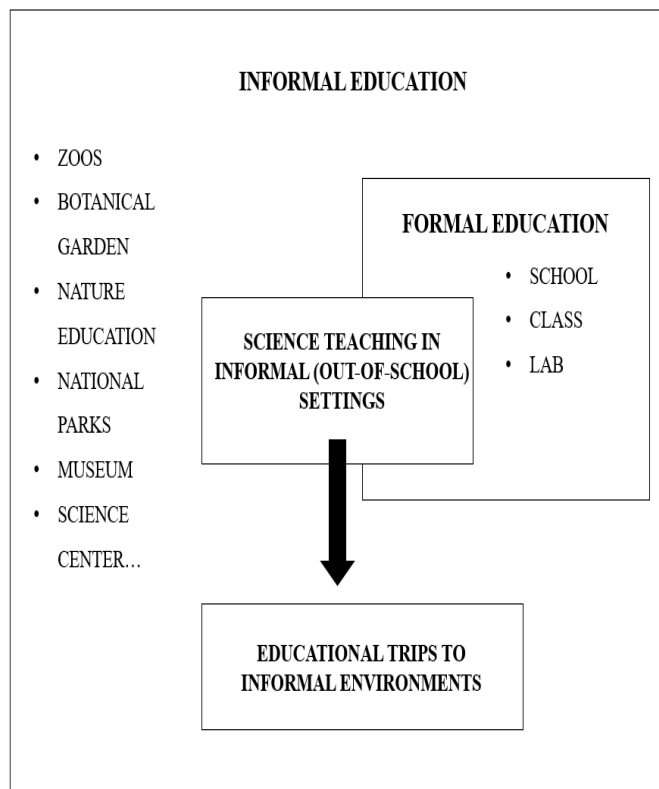 INFORMAL EDUCATION
• ZOOS
• BOTANICAL
GARDEN
• NATURE
EDUCATION
• NATIONAL
PARKS
• MUSEUM
• SCIENCE
CENTER…
FORMAL EDUCATION
• SCHOOL
• CLASS
• LAB
SCIENCE TEACHING IN
INFORMAL (OUT-OF-SCHOOL)
SETTINGS
EDUCATIONAL TRIPS TO
INFORMAL ENVIRONMENTS